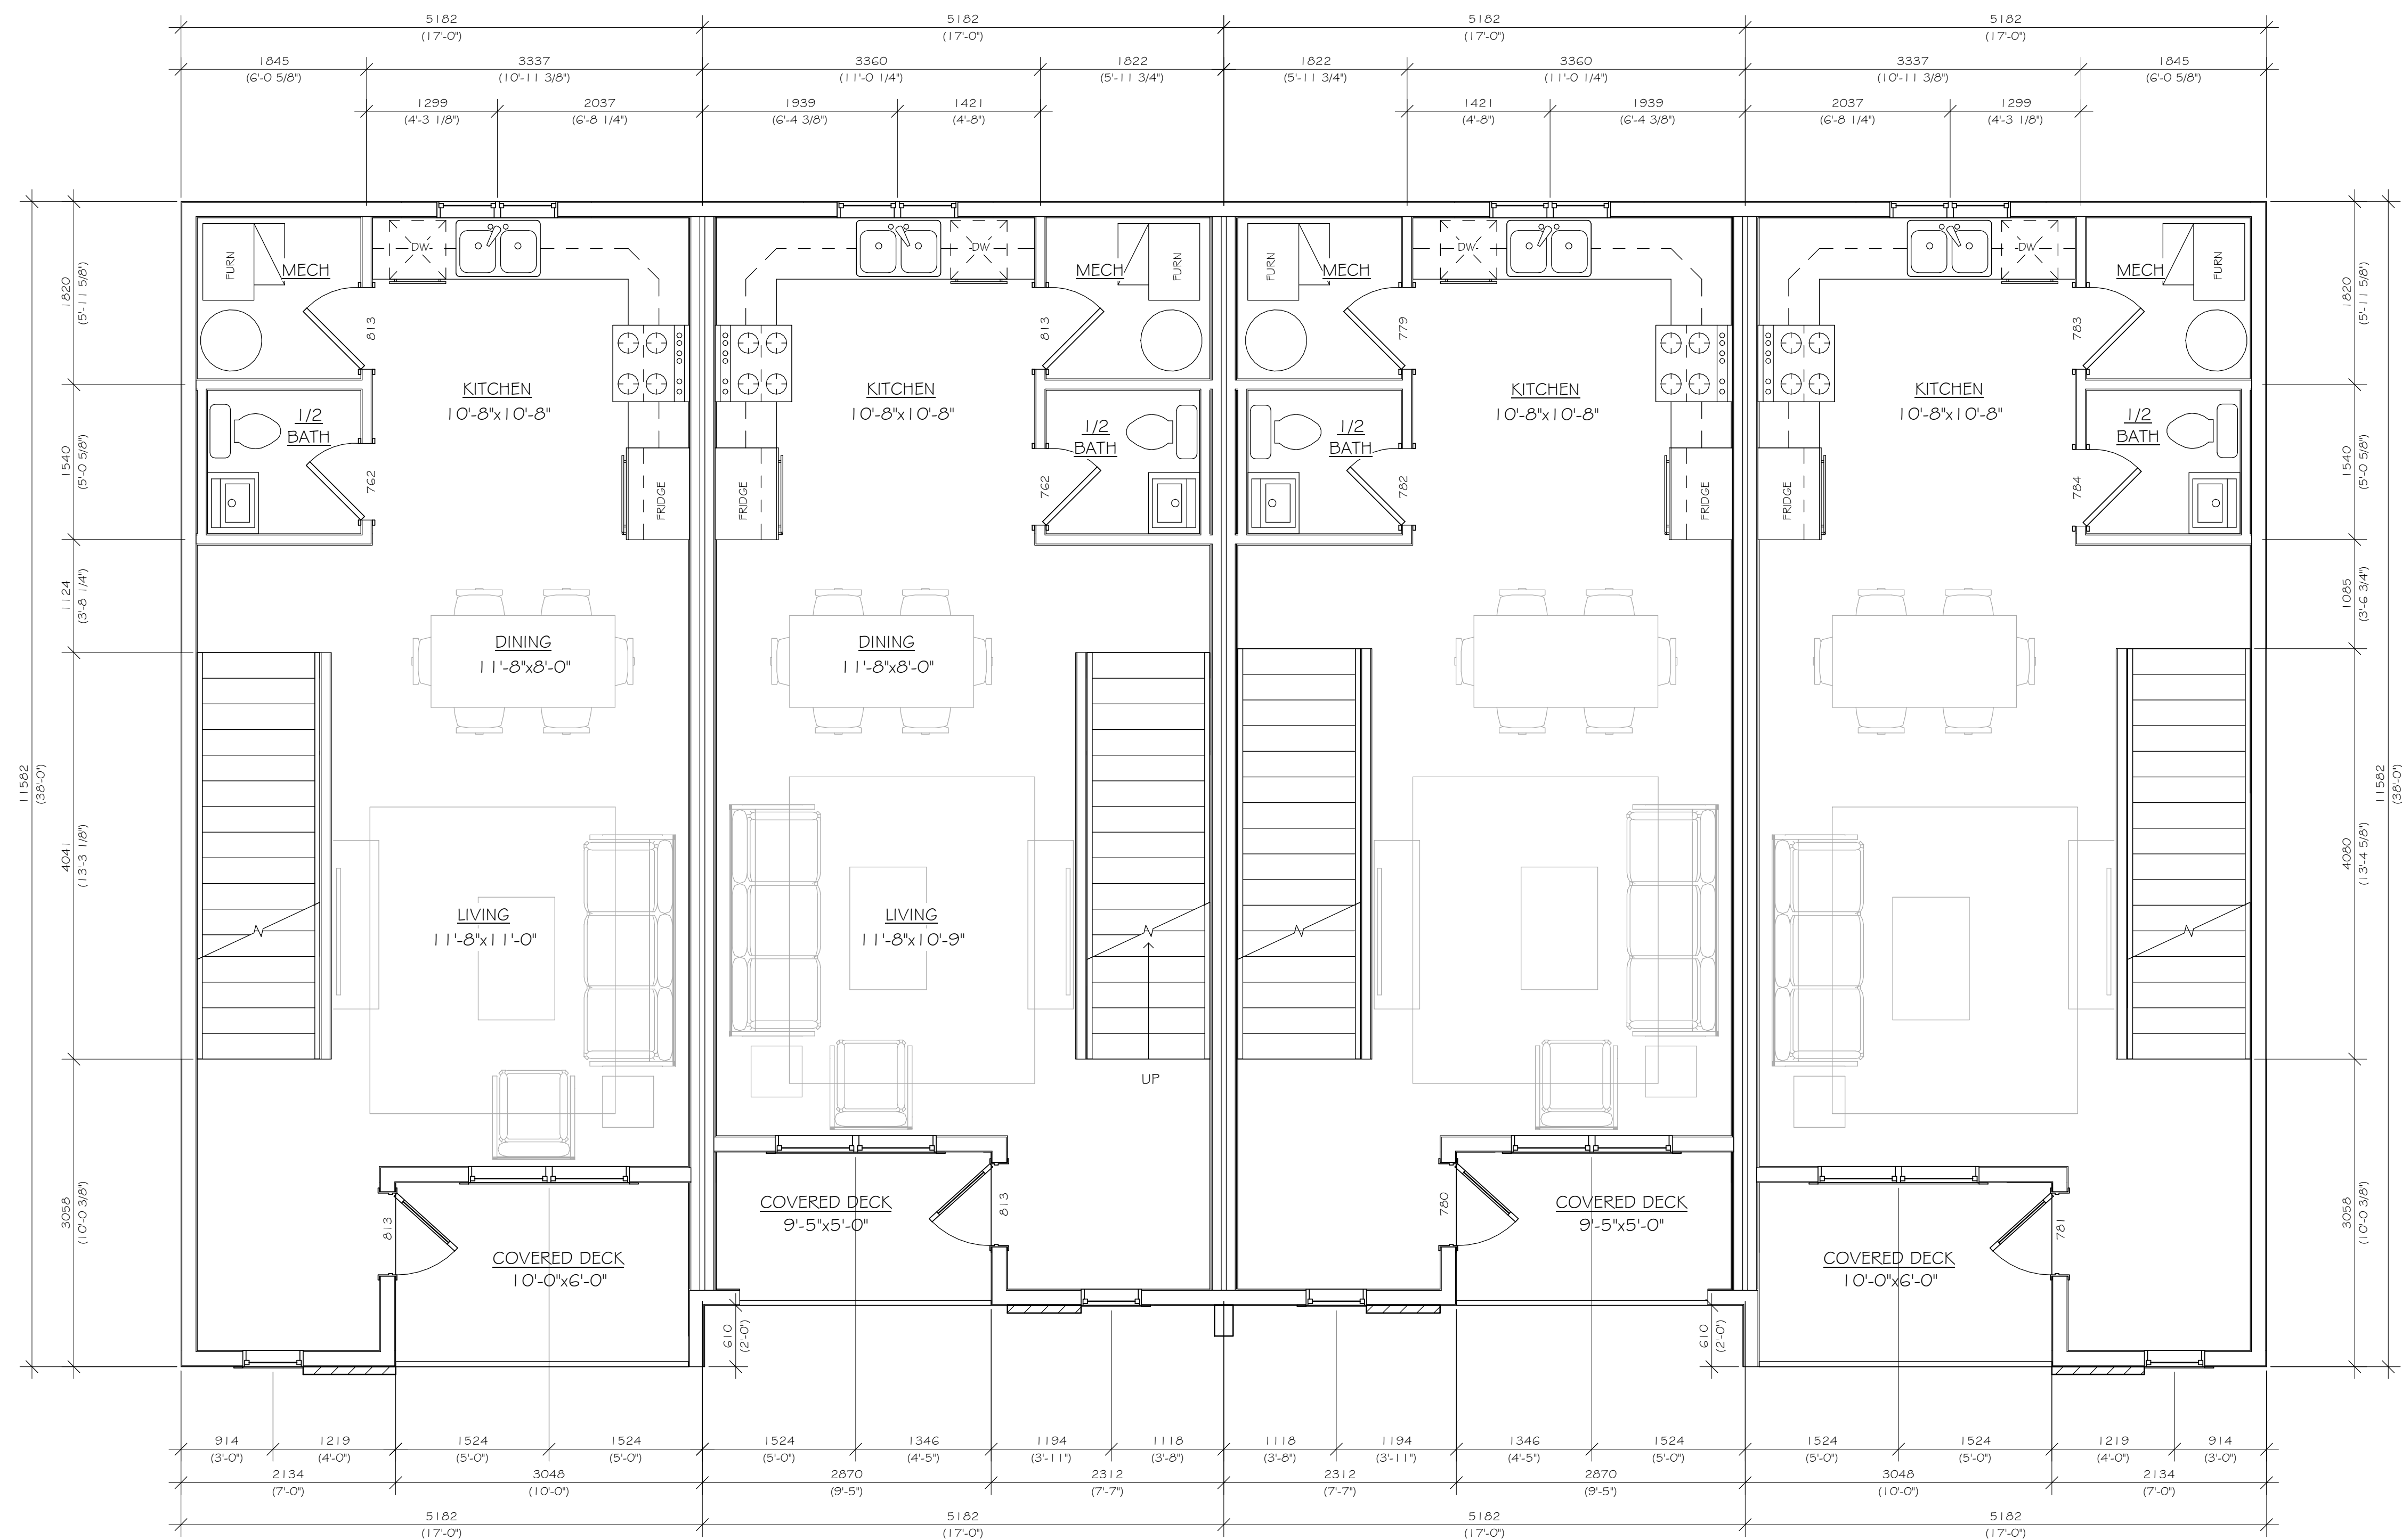 5182 5182 5182 5182
(17'-0") (17'-0") (17'-0") (17'-0")
1845 3337 3360 1822 1822 3360 3337 1845
(6'-0 5/8") (10'-11 3/8") (11'-0 1/4") (5'-11 3/4") (5'-11 3/4") (11'-0 1/4") (10'-11 3/8") (6'-0 5/8")
1299 2037 1939 1421 1421 1939 2037 1299
(4'-3 1/8") (6'-8 1/4") (6'-4 3/8") (4'-8") (4'-8") (6'-4 3/8") (6'-8 1/4") (4'-3 1/8")
DW DW DW DW
FURN MECH MECH FURN FURN MECH MECH FURN
1820 1820
(5'-11 5/8") (5'-11 5/8")
813 813 779 783
KITCHEN KITCHEN KITCHEN KITCHEN
10'-8"x10'-8" 10'-8"x10'-8" 10'-8"x10'-8" 10'-8"x10'-8"
1/2 1/2 1/2 1/2
BATH BATH BATH BATH
1540 1540
(5'-0 5/8") (5'-0 5/8")
762 762 782 784
FRIDGE FRIDGE FRIDGE FRIDGE
1124 1085
(3'-8 1/4") (3'-6 3/4")
DINING DINING
11'-8"x8'-0" 11'-8"x8'-0"
11582 11582
(38'-0") (38'-0")
4041 4080
(13'-3 1/8") (13'-4 5/8")
LIVING LIVING
11'-8"x11'-0" 11'-8"x10'-9"
UP
3058 3058
(10'-0 3/8") (10'-0 3/8")
813 813 780 781
COVERED DECK COVERED DECK
9'-5"x5'-0" 9'-5"x5'-0"
COVERED DECK COVERED DECK
10'-0"x6'-0" 10'-0"x6'-0"
610 610
(2'-0") (2'-0")
914 1219 1524 1524 1524 1346 1194 1118 1118 1194 1346 1524 1524 1524 1219 914
(3'-0") (4'-0") (5'-0") (5'-0") (5'-0") (4'-5") (3'-11") (3'-8") (3'-8") (3'-11") (4'-5") (5'-0") (5'-0") (5'-0") (4'-0") (3'-0")
2134 3048 2870 2312 2312 2870 3048 2134
(7'-0") (10'-0") (9'-5") (7'-7") (7'-7") (9'-5") (10'-0") (7'-0")
5182 5182 5182 5182
(17'-0") (17'-0") (17'-0") (17'-0")